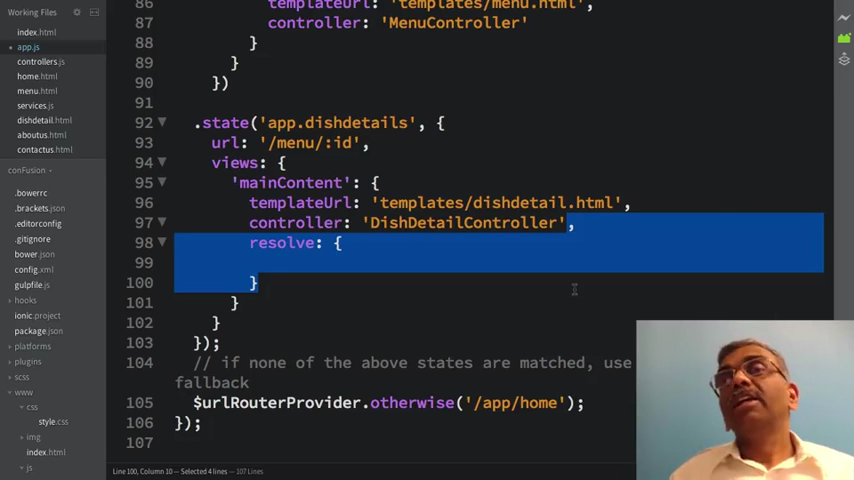 Working Files
index.html
app.js
controllers.js
home.html
menu.html
services.js
dishdetail.html
aboutus.html
contactus.html
conFusion
.bowerrc
.brackets.json
.editorconfig
.gitignore
bower.json
config.xml
gulpfile.js
hooks
ionic.project
package.json
platforms
plugins
scss
www
css
style.css
img
index.html
js
86 templateUrl: 'templates/menu.html',
87 controller: 'MenuController'
88 }
89 }
90 })
91
92 .state('app.dishdetails', {
93 url: '/menu/:id',
94 views: {
95 'mainContent': {
96 templateUrl: 'templates/dishdetail.html',
97 controller: 'DishDetailController',
98 resolve: {
99
100 }
101 }
102 }
103 });
104 // if none of the above states are matched, use
fallback
105 $urlRouterProvider.otherwise('/app/home');
106 });
107
Line 100, Column 10 — Selected 4 lines — 107 Lines